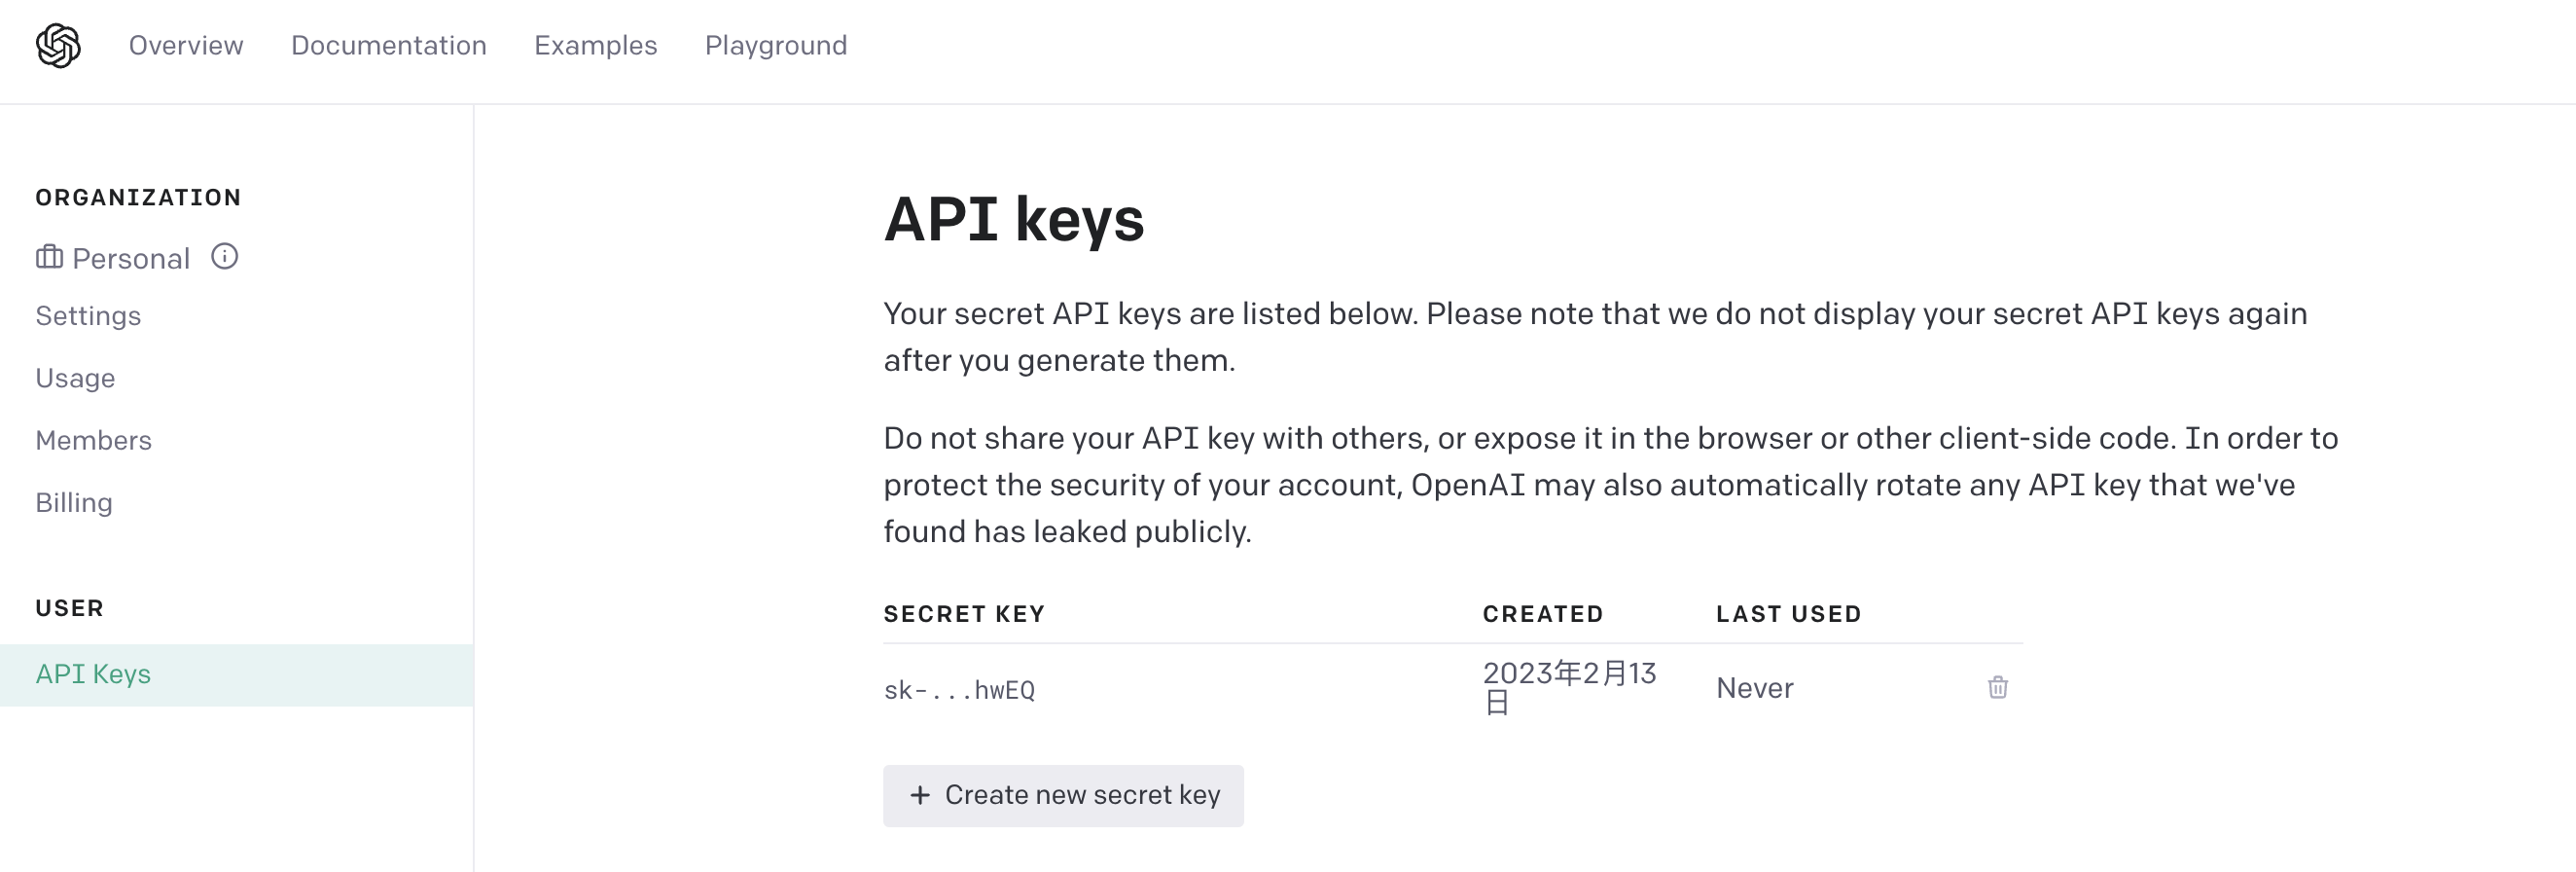 Overview Documentation Examples Playground
ORGANIZATION
Personal
Settings
Usage
Members
Billing
USER
API Keys
API keys
Your secret API keys are listed below. Please note that we do not display your secret API keys again
after you generate them.
Do not share your API key with others, or expose it in the browser or other client-side code. In order to
protect the security of your account, OpenAI may also automatically rotate any API key that we've
found has leaked publicly.
SECRET KEY CREATED LAST USED
sk-...hwEQ 2023年2月13 Never
日
+ Create new secret key